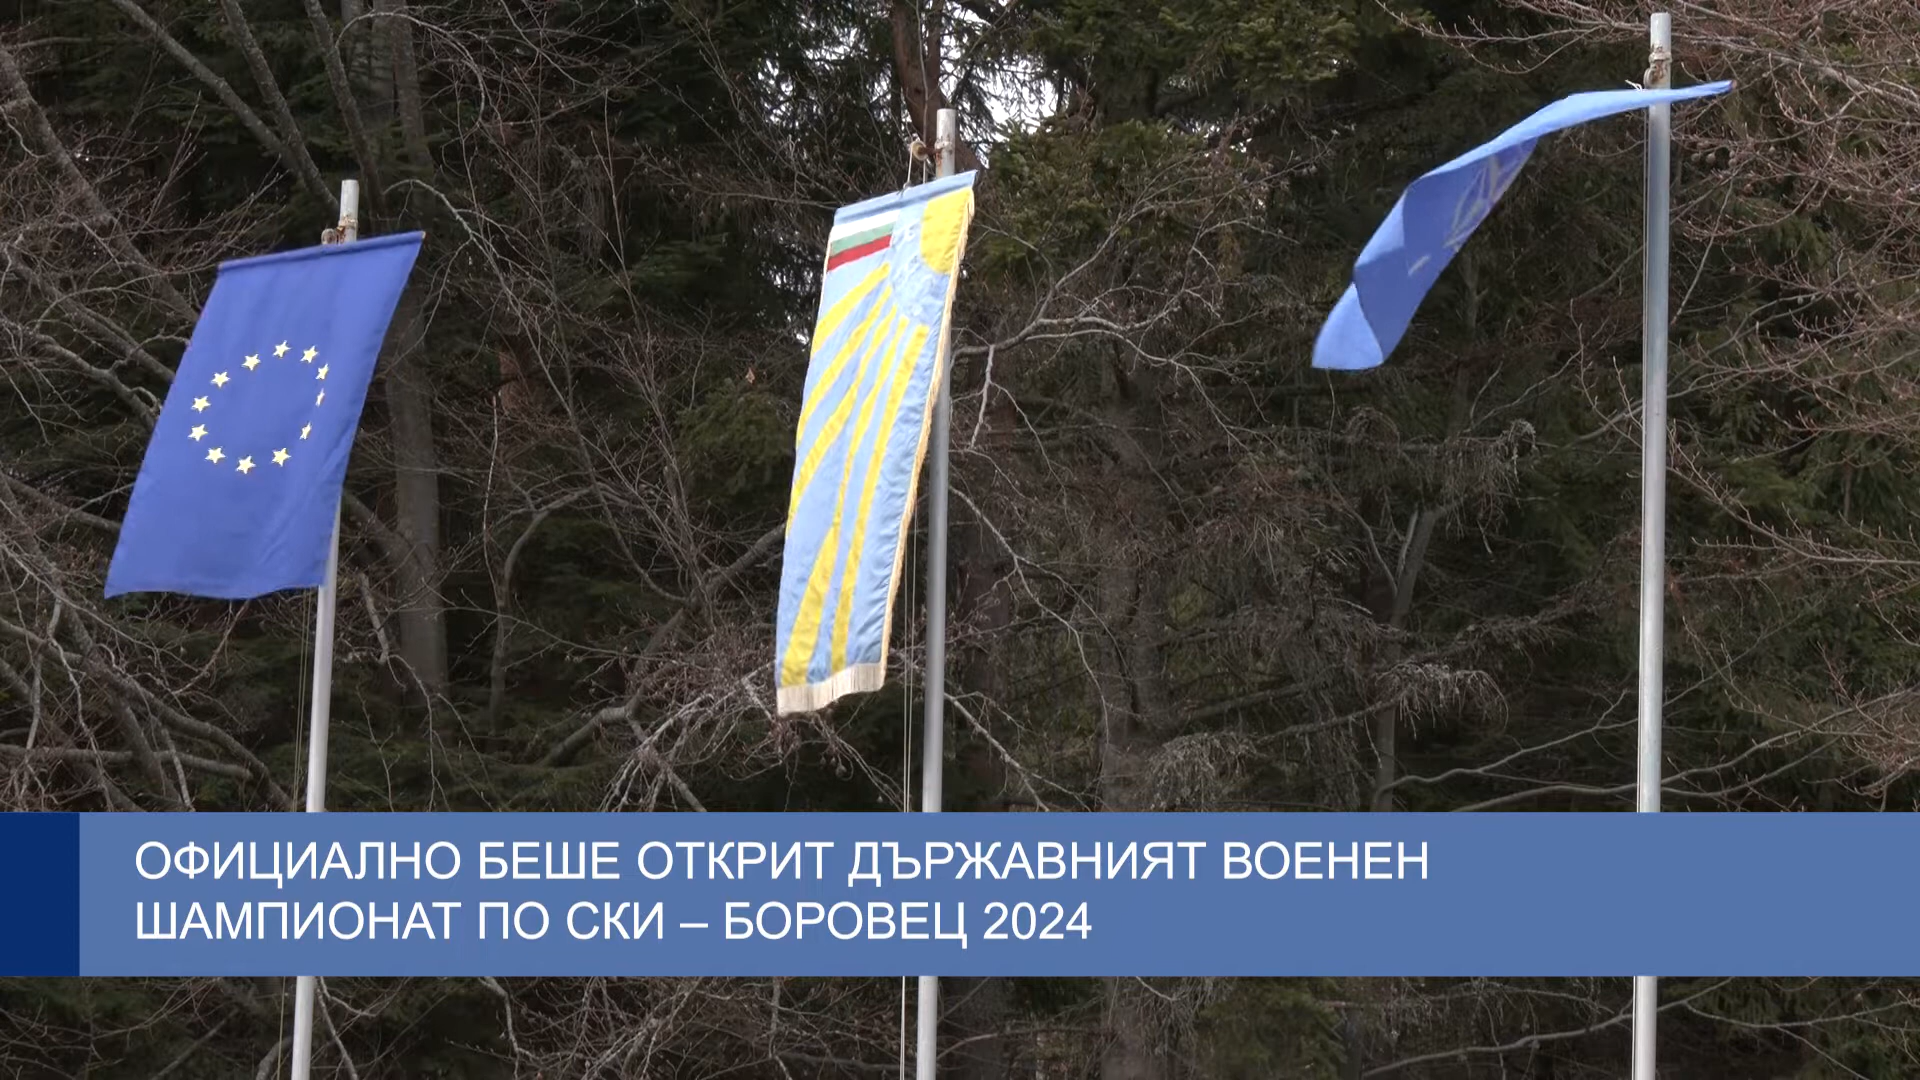 ОФИЦИАЛНО БЕШЕ ОТКРИТ ДЪРЖАВНИЯТ ВОЕНЕН
ШАМПИОНАТ ПО СКИ – БОРОВЕЦ 2024